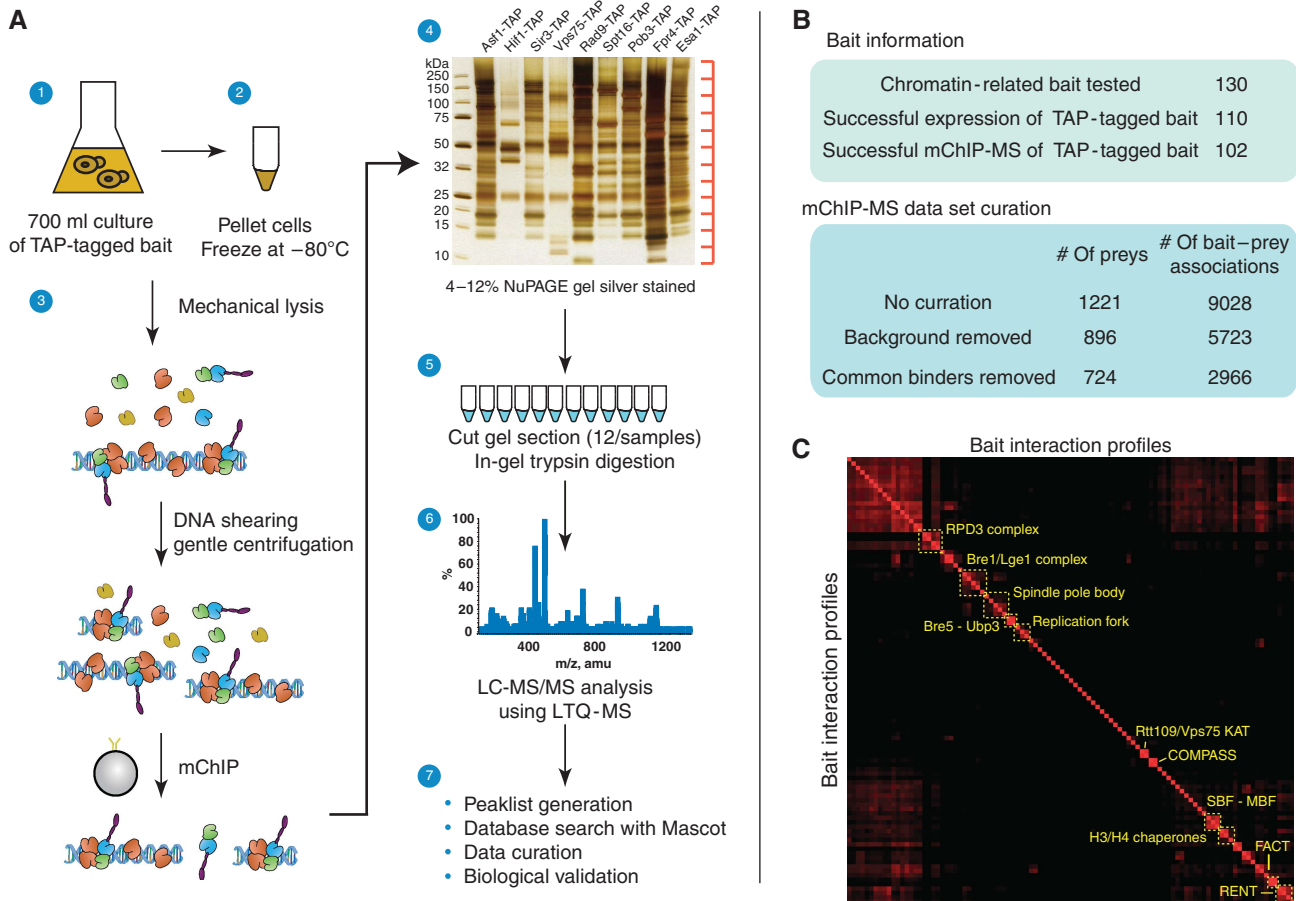 A
1
2
700 ml culture
of TAP-tagged bait
Pellet cells
Freeze at −80°C
3
Mechanical lysis
DNA shearing
gentle centrifugation
mChIP
4
Asf1-TAP
Hif1-TAP
Sir3-TAP
Vps75-TAP
Rad9-TAP
Spt16-TAP
Pob3-TAP
Fpr4-TAP
Esa1-TAP
kDa
250
150
100
75
50
32
25
20
15
10
4–12% NuPAGE gel silver stained
5
Cut gel section (12/samples)
In-gel trypsin digestion
6
100
80
60
40
20
0
%
400 800 1200
m/z, amu
LC-MS/MS analysis
using LTQ-MS
7
• Peaklist generation
• Database search with Mascot
• Data curation
• Biological validation
B
Bait information
Chromatin-related bait tested 130
Successful expression of TAP-tagged bait 110
Successful mChIP-MS of TAP-tagged bait 102
mChIP-MS data set curation
# Of preys
# Of bait–prey
associations
No curration 1221 9028
Background removed 896 5723
Common binders removed 724 2966
C
Bait interaction profiles
Bait interaction profiles
RPD3 complex
Bre1/Lge1 complex
Spindle pole body
Bre5 - Ubp3
Replication fork
Rtt109/Vps75 KAT
COMPASS
SBF - MBF
H3/H4 chaperones
FACT
RENT